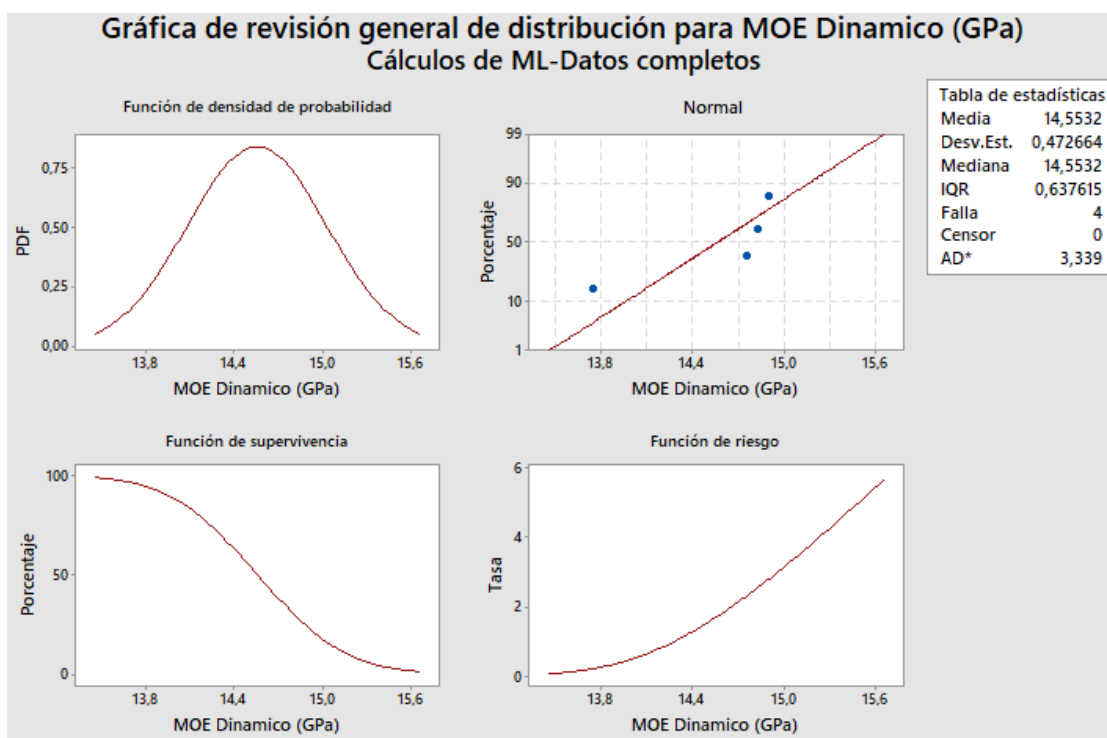 Gráfica de revisión general de distribución para MOE Dinamico (GPa)
Cálculos de ML-Datos completos
Función de densidad de probabilidad
PDF
0,75
0,50
0,25
0,00
13,8 14,4 15,0 15,6
MOE Dinamico (GPa)
Normal
Porcentaje
99
90
50
10
1
13,8 14,4 15,0 15,6
MOE Dinamico (GPa)
Tabla de estadísticas
Media 14,5532
Desv.Est. 0,472664
Mediana 14,5532
IQR 0,637615
Falla 4
Censor 0
AD* 3,339
Función de supervivencia
Porcentaje
100
50
0
13,8 14,4 15,0 15,6
MOE Dinamico (GPa)
Función de riesgo
Tasa
6
4
2
0
13,8 14,4 15,0 15,6
MOE Dinamico (GPa)